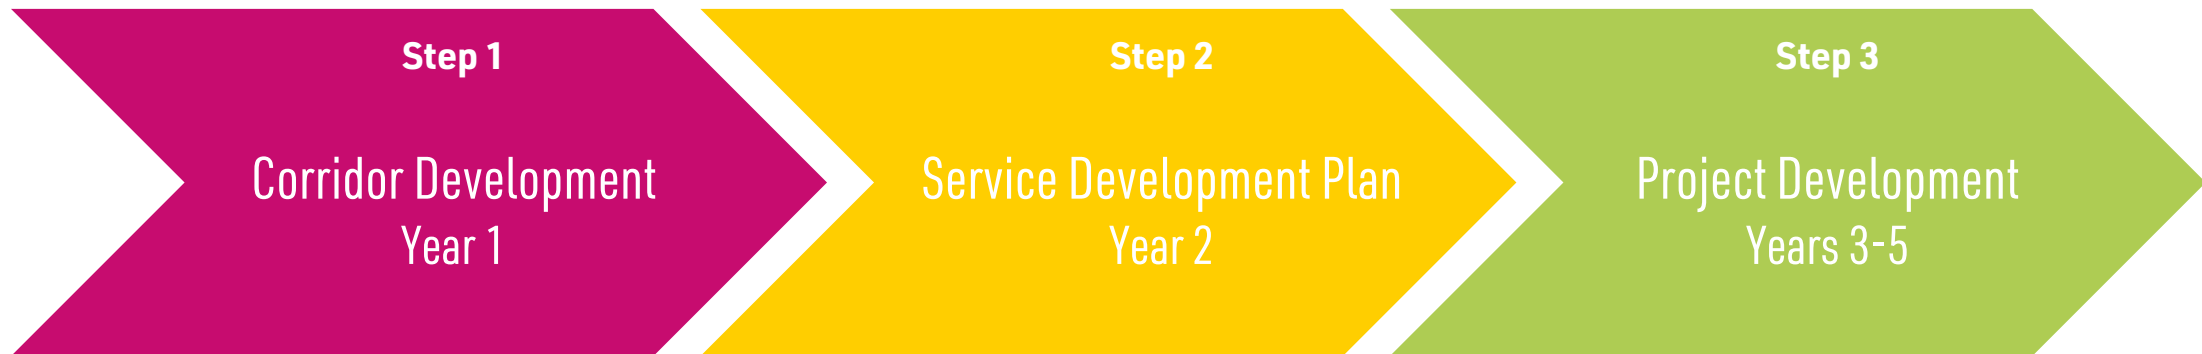 Step 1
Corridor Development
Year 1
Step 2
Service Development Plan
Year 2
Step 3
Project Development
Years 3-5